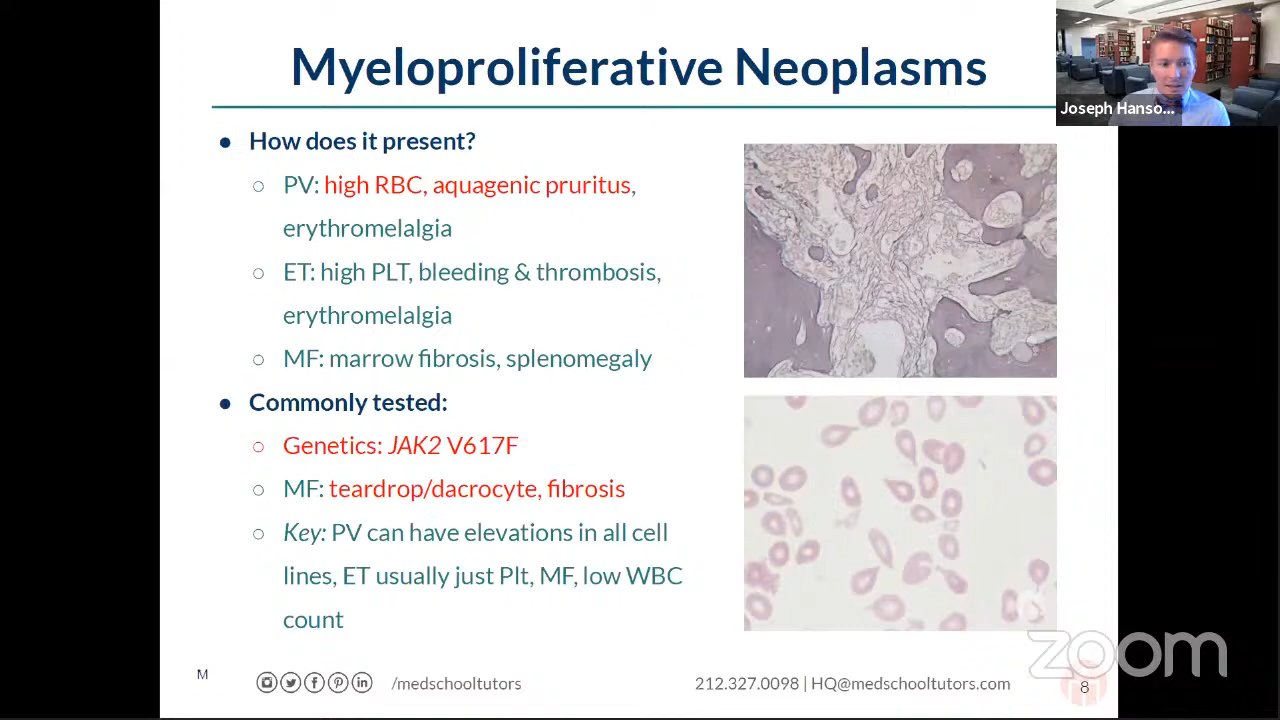 Myeloproliferative Neoplasms
Joseph Hanso...
● How does it present?
○ PV: high RBC, aquagenic pruritus,
erythromelalgia
○ ET: high PLT, bleeding & thrombosis,
erythromelalgia
○ MF: marrow fibrosis, splenomegaly
● Commonly tested:
○ Genetics: JAK2 V617F
○ MF: teardrop/dacrocyte, fibrosis
○ Key: PV can have elevations in all cell
lines, ET usually just Plt, MF, low WBC
count
M
/medschooltutors
212.327.0098 | HQ@medschooltutors.com
8
zoom